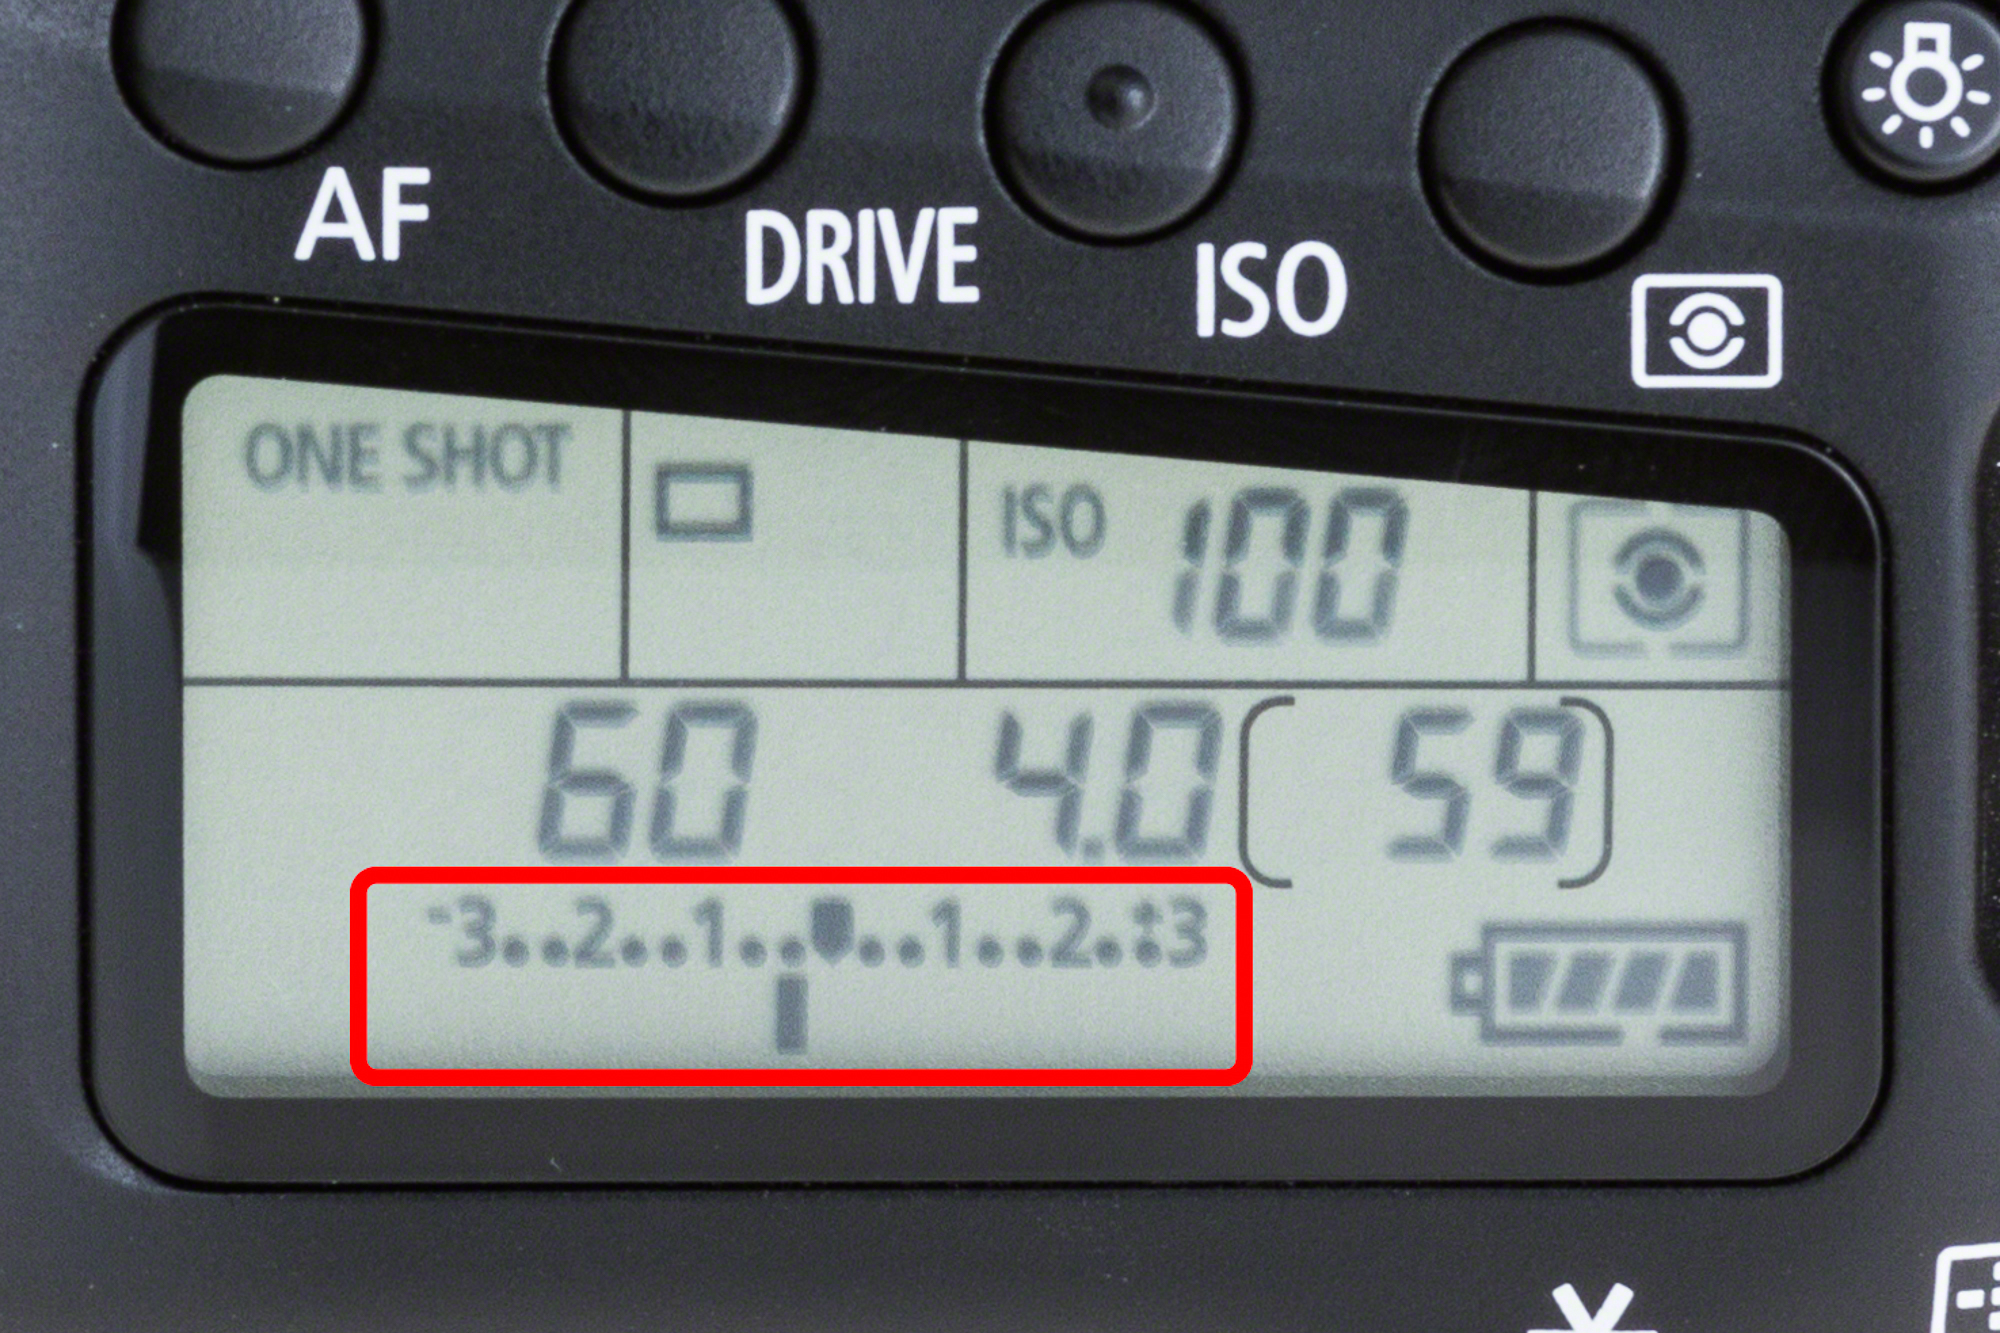 AF
DRIVE
ISO
ONE SHOT
ISO 100
60 4.0 [59]
-3..2..1..0..1..2..+3